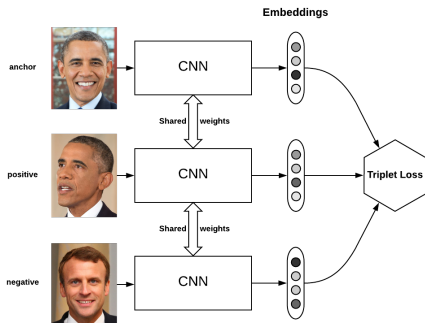 Embeddings
anchor
CNN
Shared weights
positive
CNN
Triplet Loss
Shared weights
negative
CNN